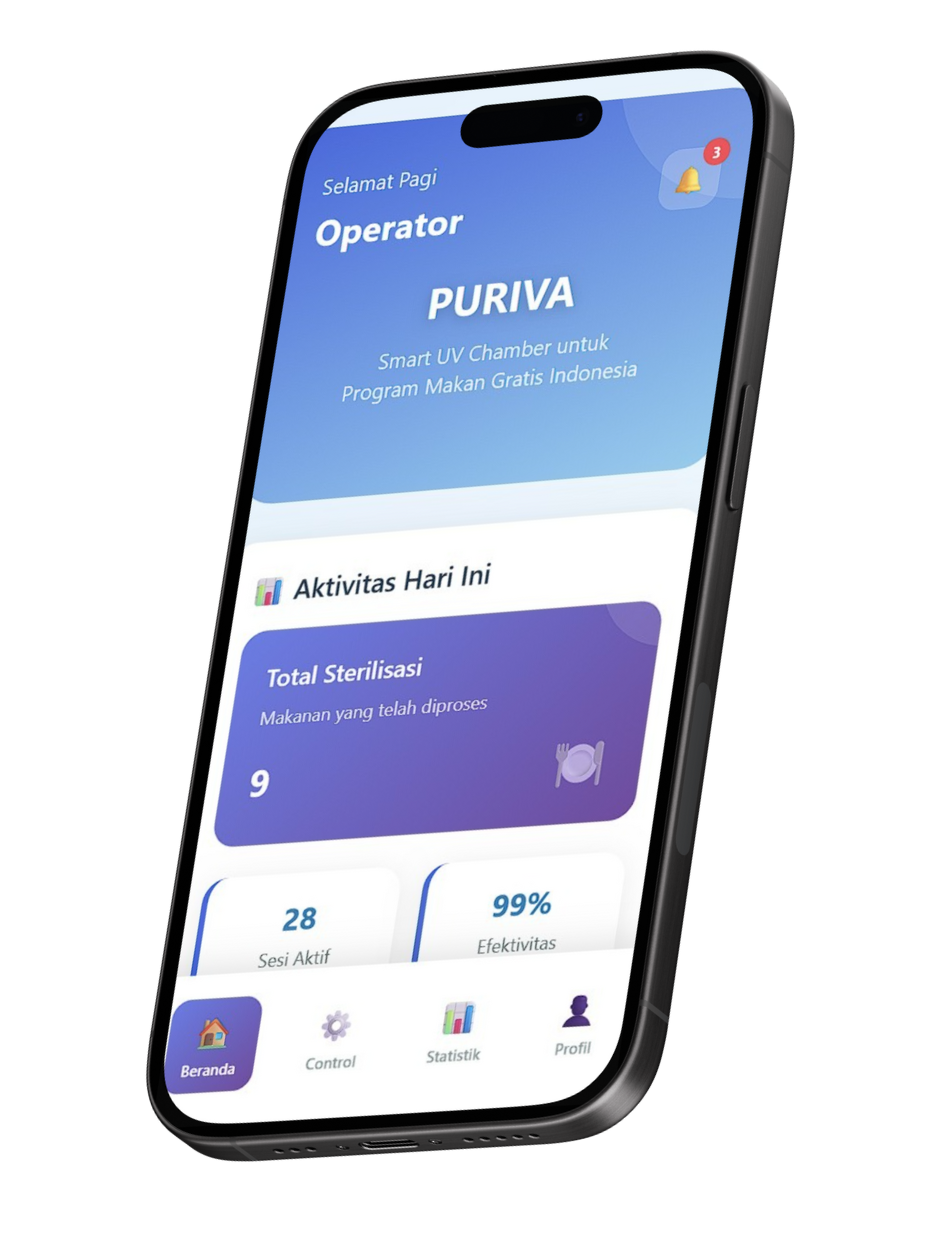 Selamat Pagi
3
Operator
PURIVA
Smart UV Chamber untuk
Program Makan Gratis Indonesia
Aktivitas Hari Ini
Total Sterilisasi
Makanan yang telah diproses
9
28
99%
Sesi Aktif
Efektivitas
Beranda
Control
Statistik
Profil